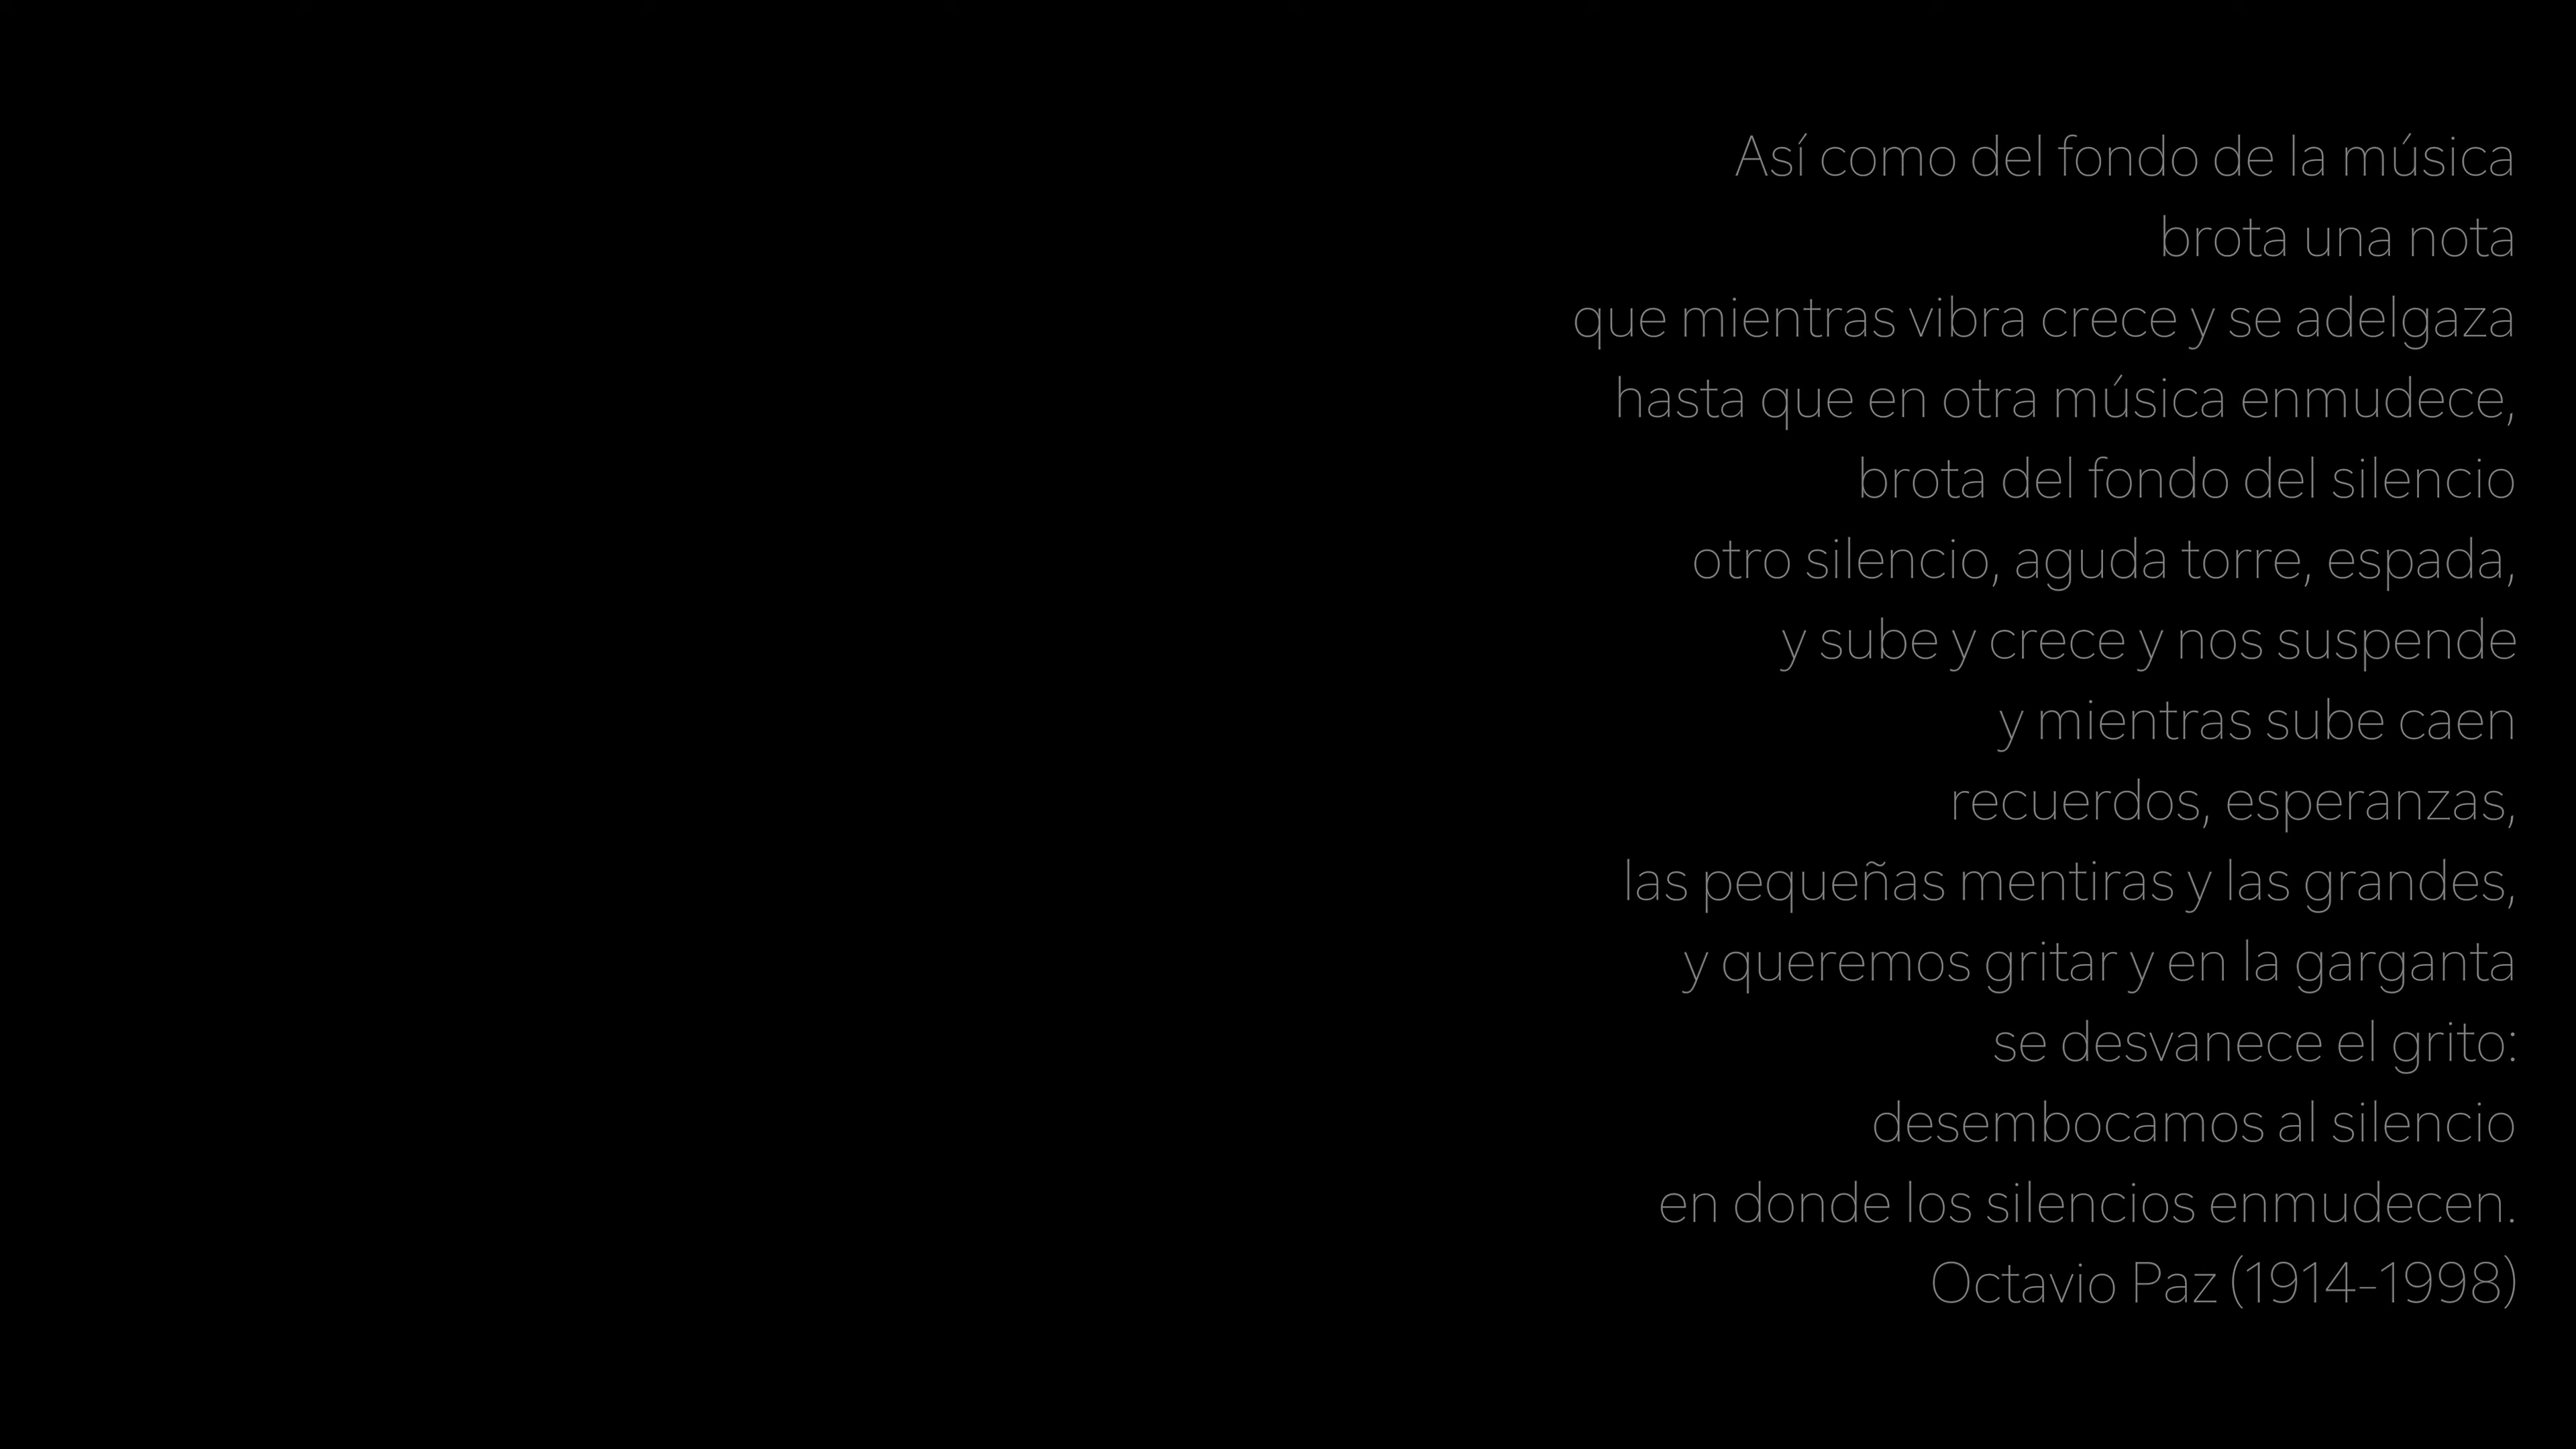 Así como del fondo de la música
brota una nota
que mientras vibra crece y se adelgaza
hasta que en otra música enmudece,
brota del fondo del silencio
otro silencio, aguda torre, espada,
y sube y crece y nos suspende
y mientras sube caen
recuerdos, esperanzas,
las pequeñas mentiras y las grandes,
y queremos gritar y en la garganta
se desvanece el grito:
desembocamos al silencio
en donde los silencios enmudecen.
Octavio Paz (1914-1998)